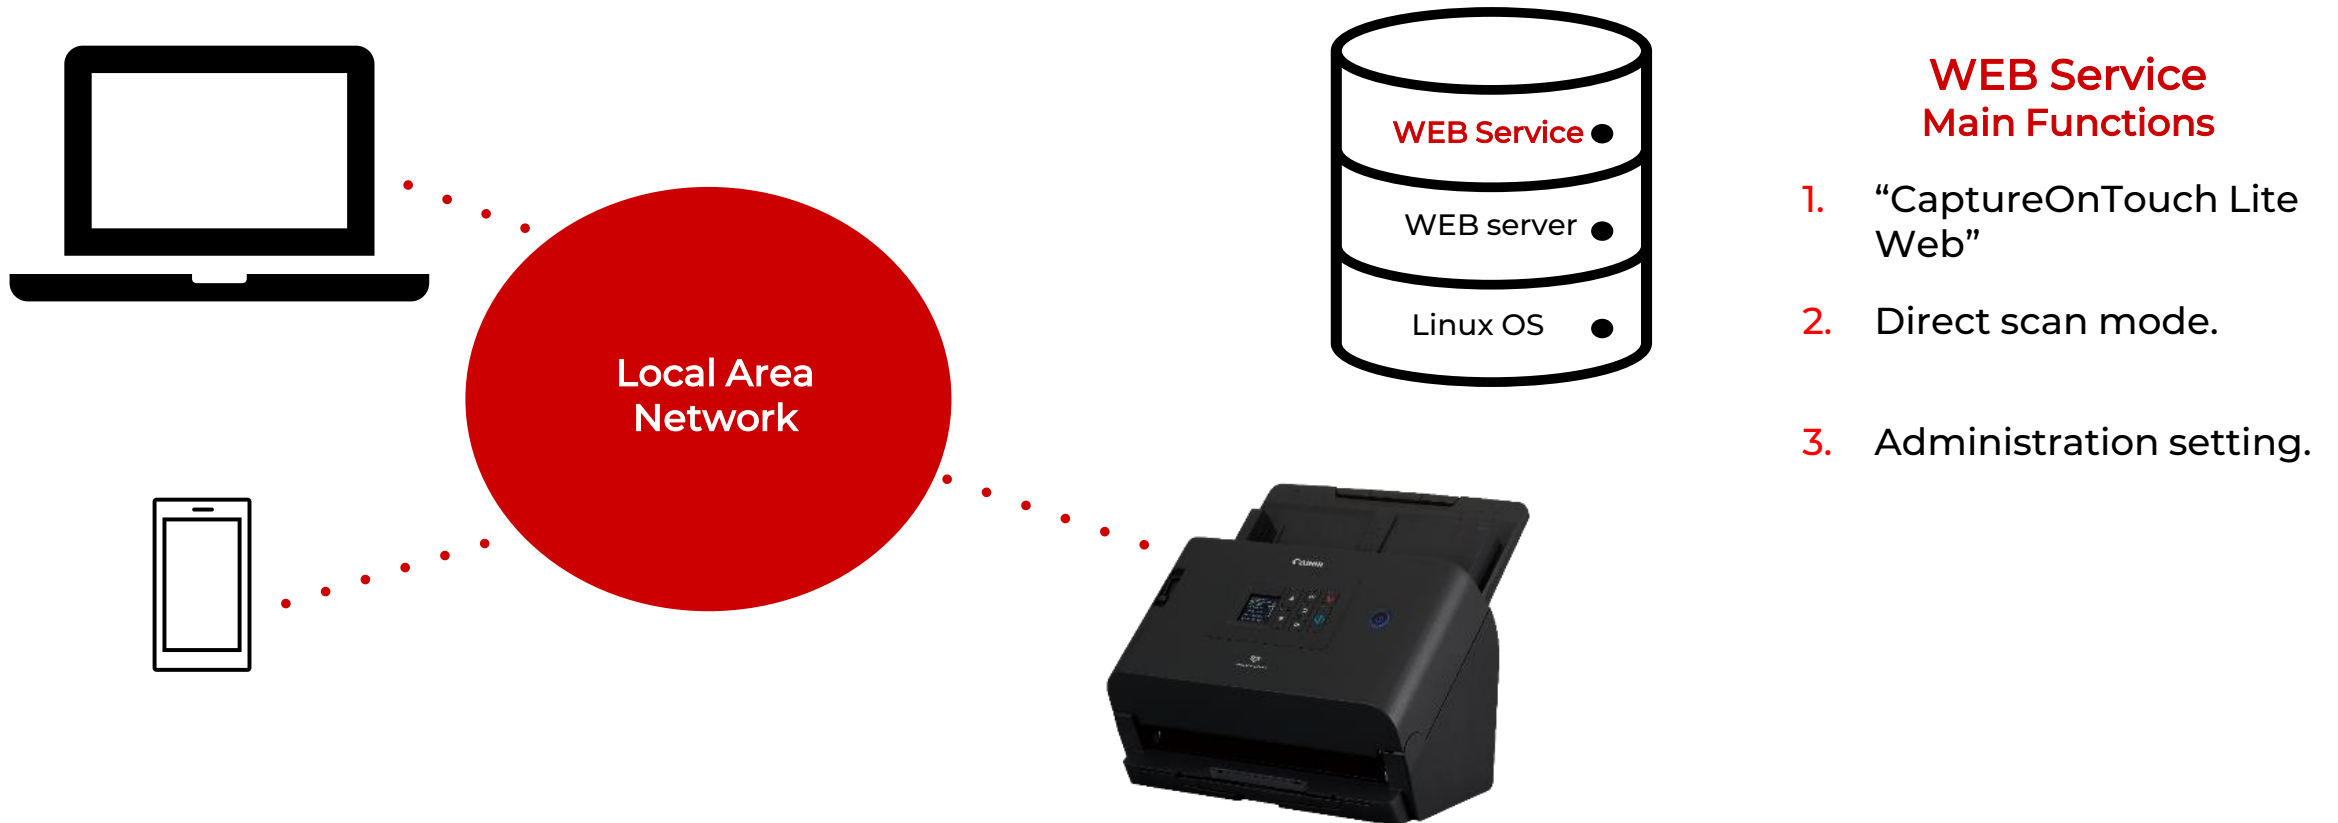 WEB Service
WEB server
Linux OS
WEB Service
Main Functions
1. “CaptureOnTouch Lite
Web”
2. Direct scan mode.
3. Administration setting.
Local Area
Network
Canon